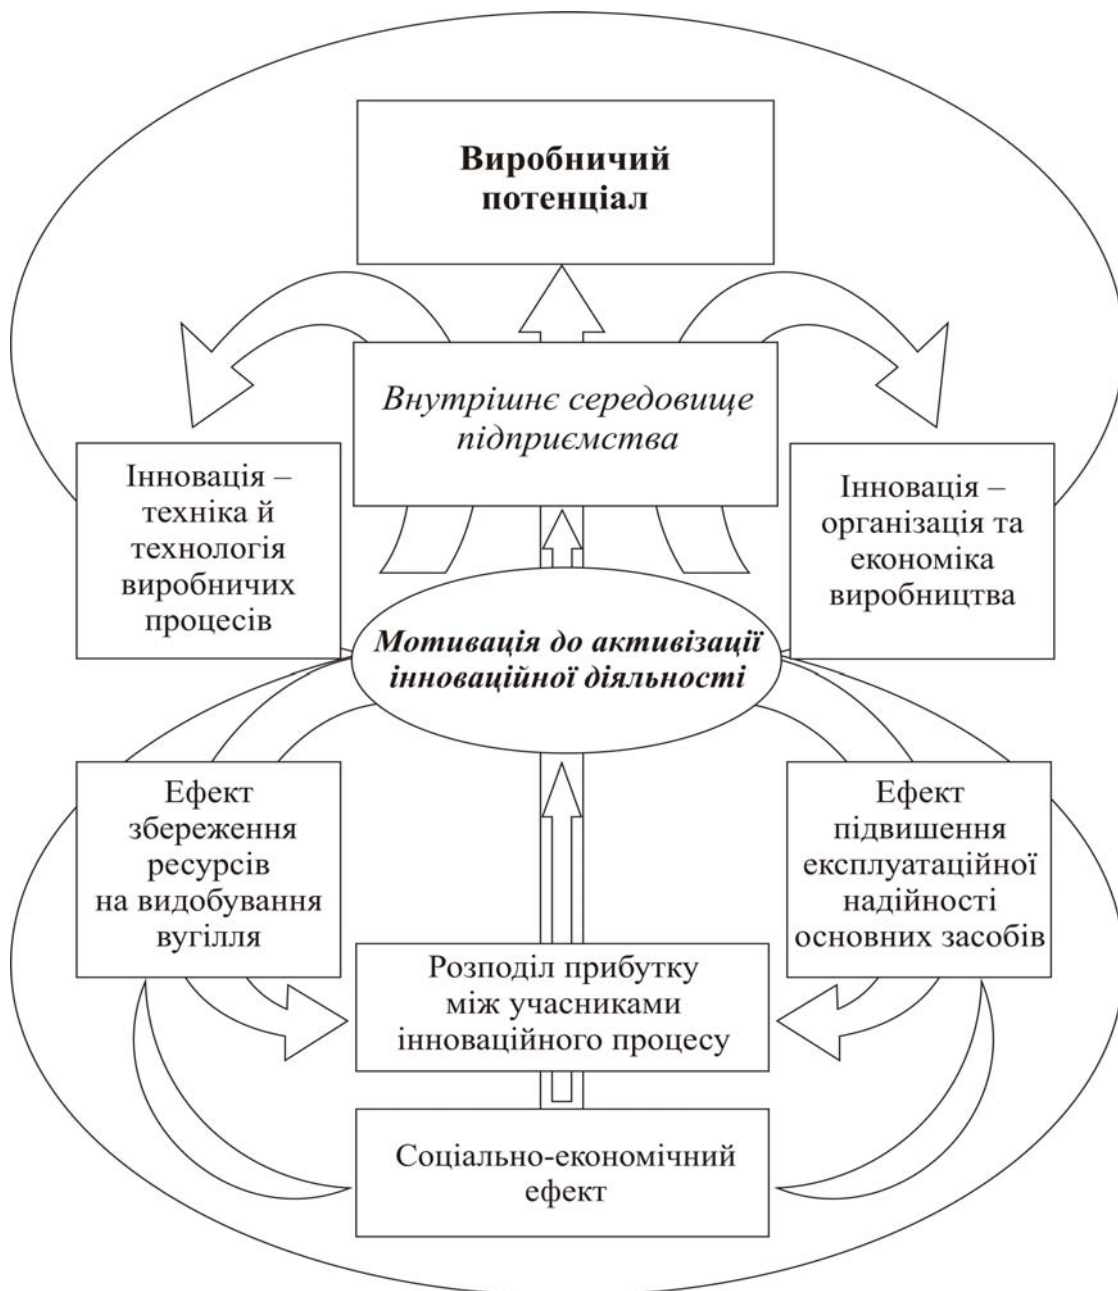 Виробничий
потенціал
Внутрішнє середовище
підприємства
Інновація –
техніка й
технологія
виробничих
процесів
Інновація –
організація та
економіка
виробництва
Мотивація до активізації
інноваційної діяльності
Ефект
збереження
ресурсів
на видобування
вугілля
Ефект
підвишення
експлуатаційної
надійності
основних засобів
Розподіл прибутку
між учасниками
інноваційного процесу
Соціально-економічний
ефект